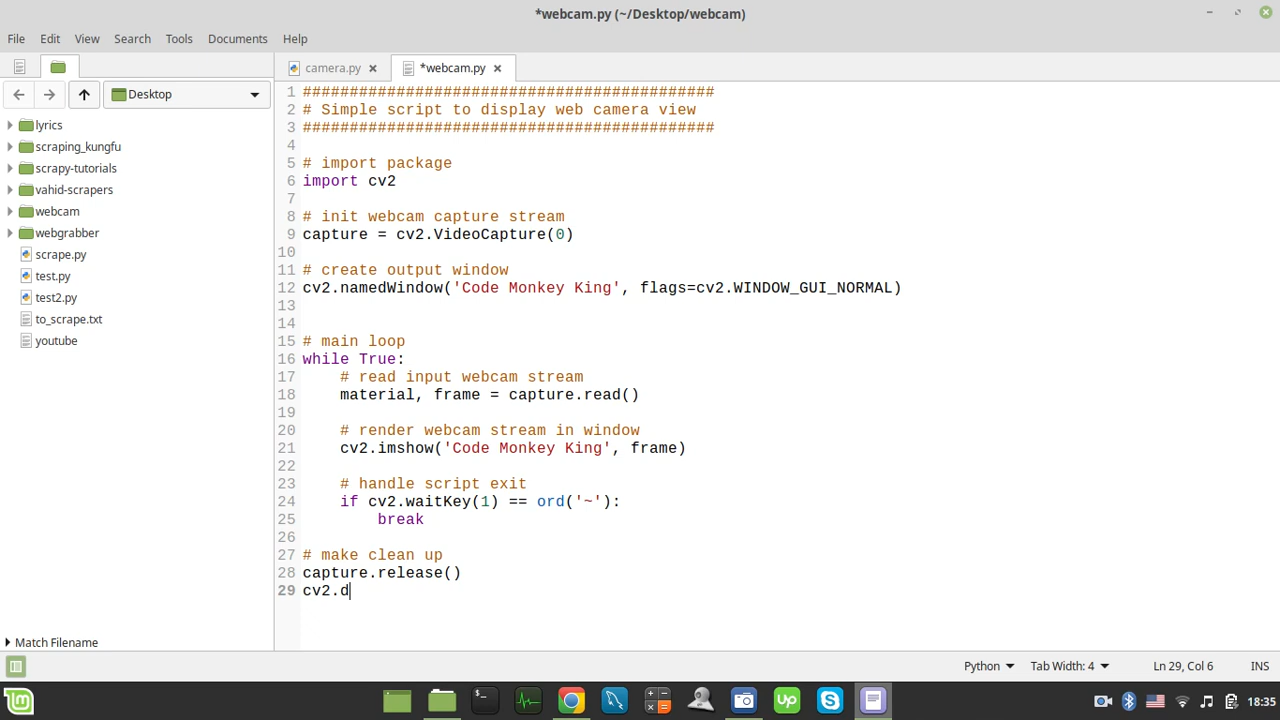 *webcam.py (~/Desktop/webcam)
File Edit View Search Tools Documents Help
camera.py
*webcam.py
Desktop
lyrics
scraping_kungfu
scrapy-tutorials
vahid-scrapers
webcam
webgrabber
scrape.py
test.py
test2.py
to_scrape.txt
youtube
Match Filename
1 ############################################
2 # Simple script to display web camera view
3 ############################################
4
5 # import package
6 import cv2
7
8 # init webcam capture stream
9 capture = cv2.VideoCapture(0)
10
11 # create output window
12 cv2.namedWindow('Code Monkey King', flags=cv2.WINDOW_GUI_NORMAL)
13
14
15 # main loop
16 while True:
17     # read input webcam stream
18     material, frame = capture.read()
19
20     # render webcam stream in window
21     cv2.imshow('Code Monkey King', frame)
22
23     # handle script exit
24     if cv2.waitKey(1) == ord('~'):
25         break
26
27 # make clean up
28 capture.release()
29 cv2.d
Python Tab Width: 4 Ln 29, Col 6 INS
Up
18:35